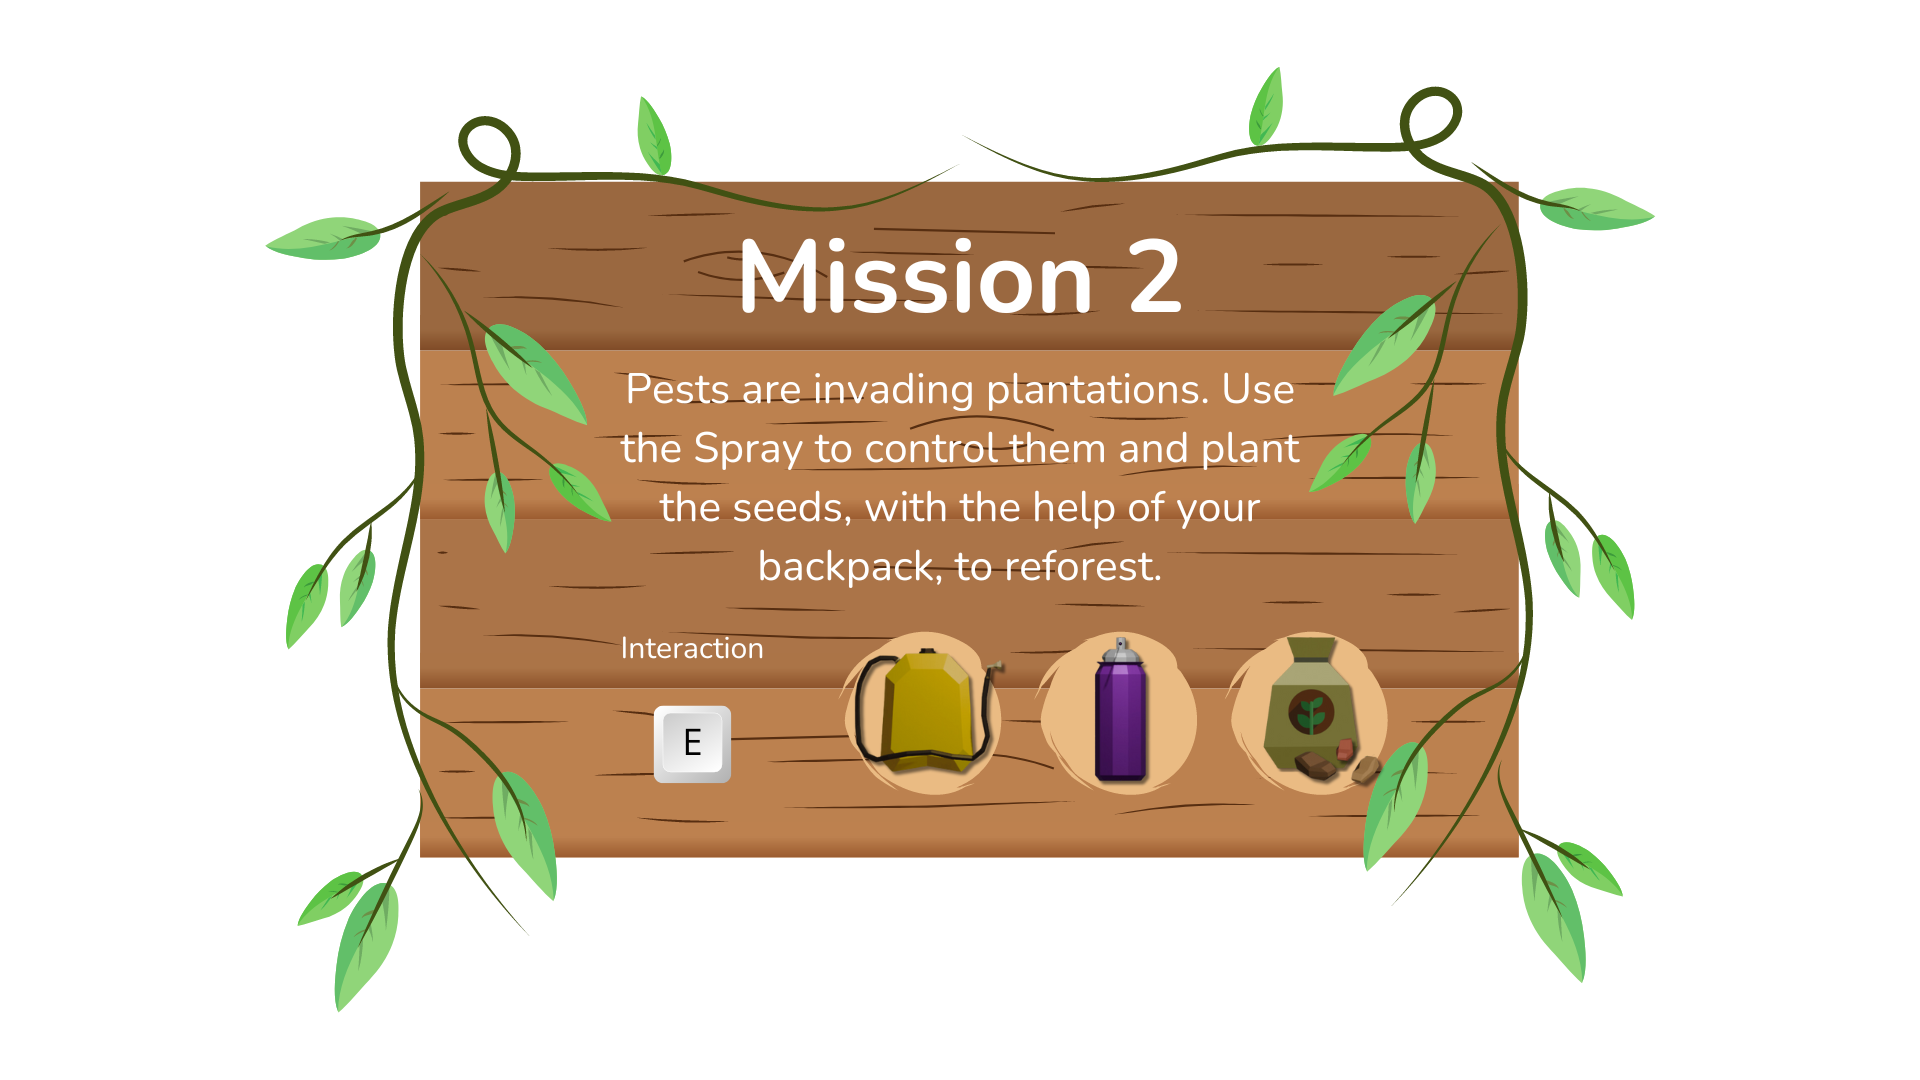 Mission 2
Pests are invading plantations. Use
the Spray to control them and plant
the seeds, with the help of your
backpack, to reforest.
Interaction
E